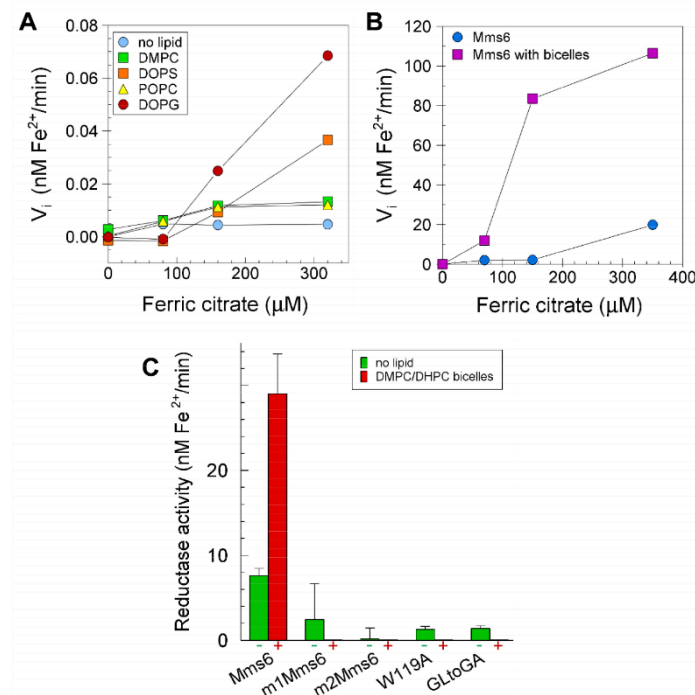 A
no lipid
DMPC
DOPS
POPC
DOPG
0.08
0.06
0.04
0.02
0.00
V_i (nM Fe²⁺/min)
0 100 200 300
Ferric citrate (µM)
B
Mms6
Mms6 with bicelles
120
100
80
60
40
20
0
V_i (nM Fe²⁺/min)
0 100 200 300 400
Ferric citrate (µM)
C
no lipid
DMPC/DHPC bicelles
20
10
0
Reductase activity (nM Fe²⁺/min)
- + - + - + - + - +
Mms6 m1Mms6 m2Mms6 W119A GLtoGA